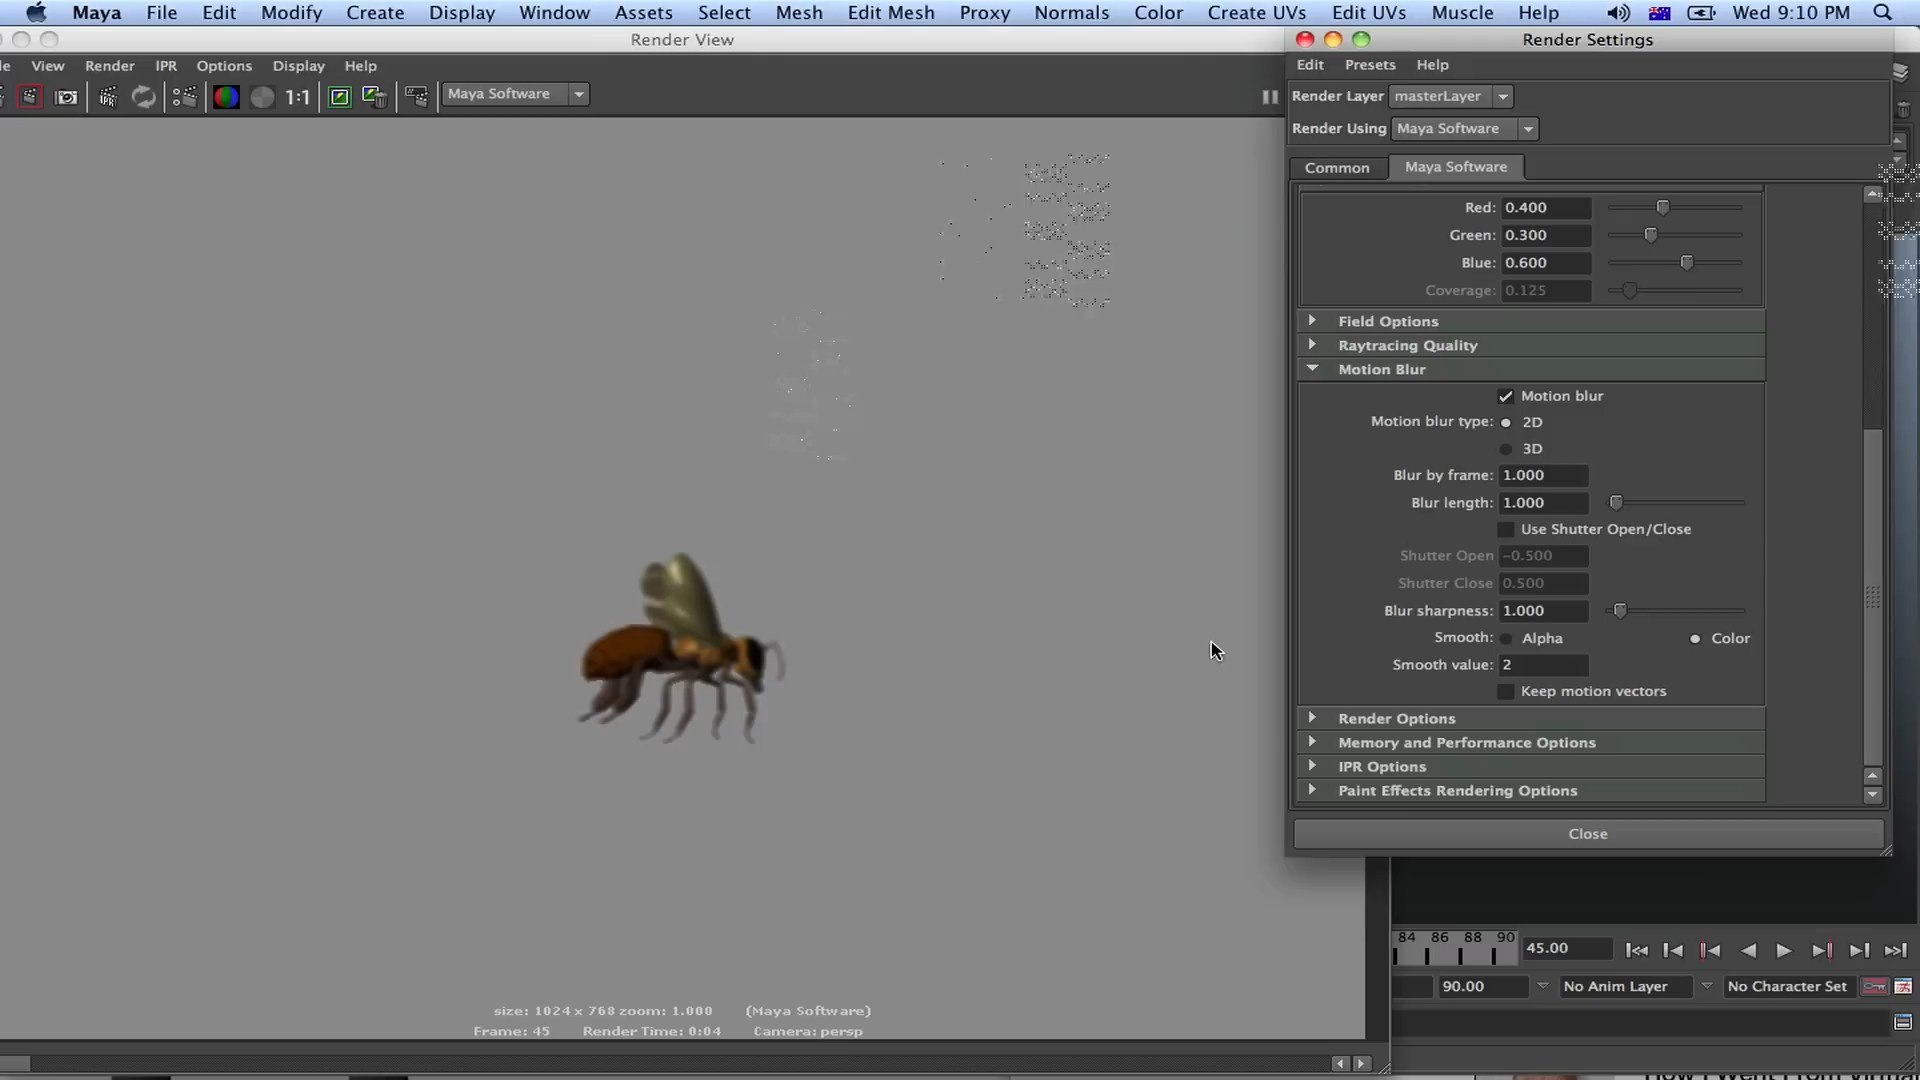 Maya File Edit Modify Create Display Window Assets Select Mesh Edit Mesh Proxy Normals Color Create UVs Edit UVs Muscle Help Wed 9:10 PM
Render View
View Render IPR Options Display Help
1:1 Maya Software
Render Settings
Edit Presets Help
Render Layer masterLayer
Render Using Maya Software
Common Maya Software
Red: 0.400
Green: 0.300
Blue: 0.600
Coverage: 0.125
Field Options
Raytracing Quality
Motion Blur
Motion blur
Motion blur type: 2D
3D
Blur by frame: 1.000
Blur length: 1.000
Use Shutter Open/Close
Shutter Open -0.500
Shutter Close 0.500
Blur sharpness: 1.000
Smooth: Alpha Color
Smooth value: 2
Keep motion vectors
Render Options
Memory and Performance Options
IPR Options
Paint Effects Rendering Options
Close
84 86 88 90 45.00
90.00 No Anim Layer No Character Set
size: 1024 x 768 zoom: 1.000 (Maya Software)
Frame: 45 Render Time: 0:04 Camera: persp